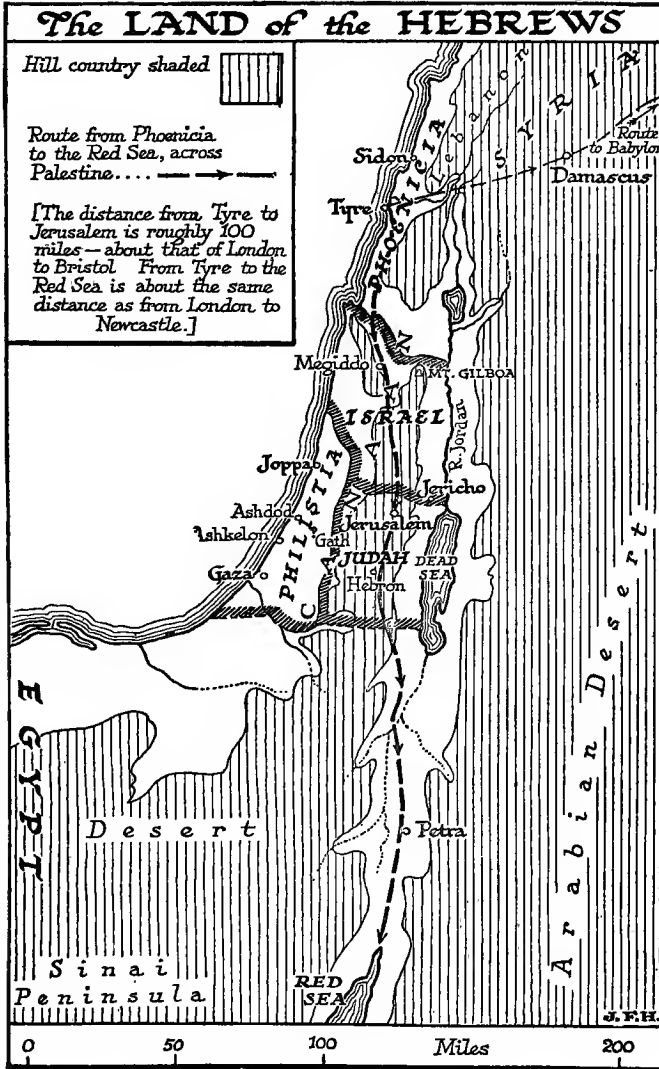 The LAND of the HEBREWS
Hill country shaded
Route from Phoenicia
to the Red Sea, across
Palestine....
[The distance from Tyre to
Jerusalem is roughly 100
miles — about that of London
to Bristol From Tyre to the
Red Sea is about the same
distance as from London to
Newcastle.]
Lebanon
SYRIA
Route
to Babylon
Sidon
Damascus
PHOENICIA
Tyre
CANAAN
Megiddo
MT. GILBOA
ISRAEL
R. Jordan
Joppa
PHILISTIA
Jericho
Ashdod
Jerusalem
Ashkelon
Gath
JUDAH
DEAD
SEA
Gaza
Hebron
EGYPT
Arabian Desert
Desert
Petra
Sinai
Peninsula
RED
SEA
J.F.H.
0 50 100 Miles 200